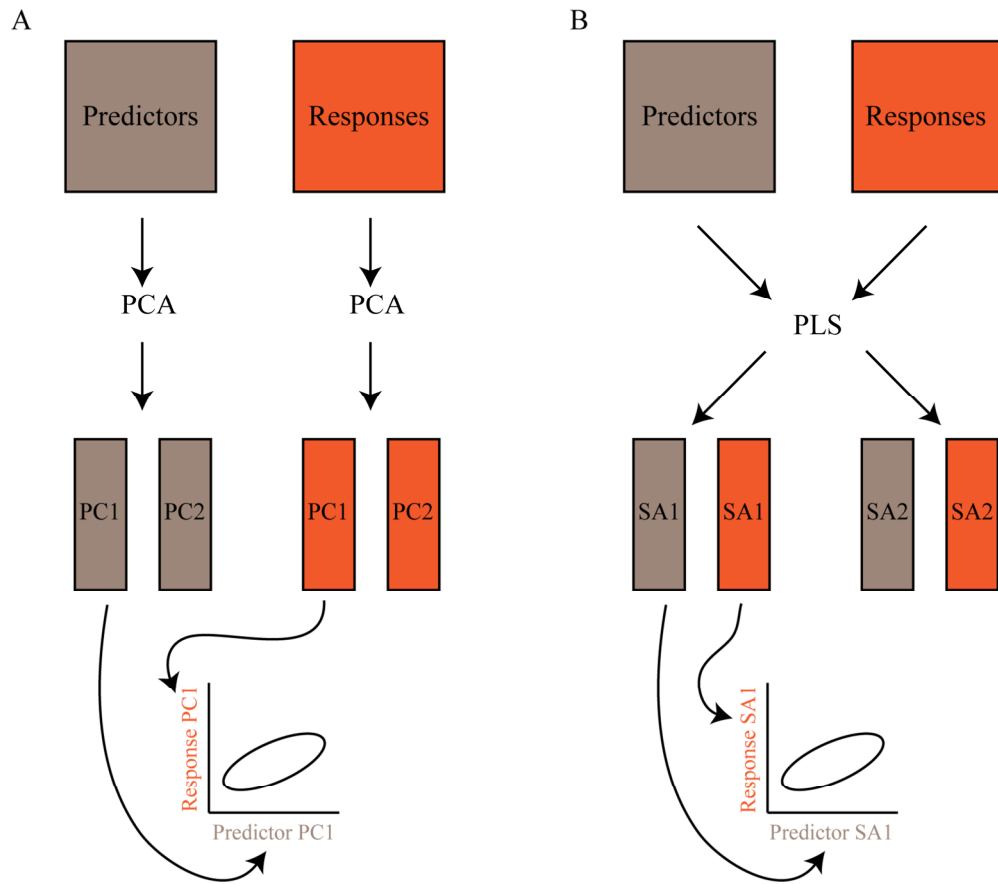 A
Predictors
Responses
PCA
PCA
PC1
PC2
PC1
PC2
Response PC1
Predictor PC1
B
Predictors
Responses
PLS
SA1
SA1
SA2
SA2
Response SA1
Predictor SA1